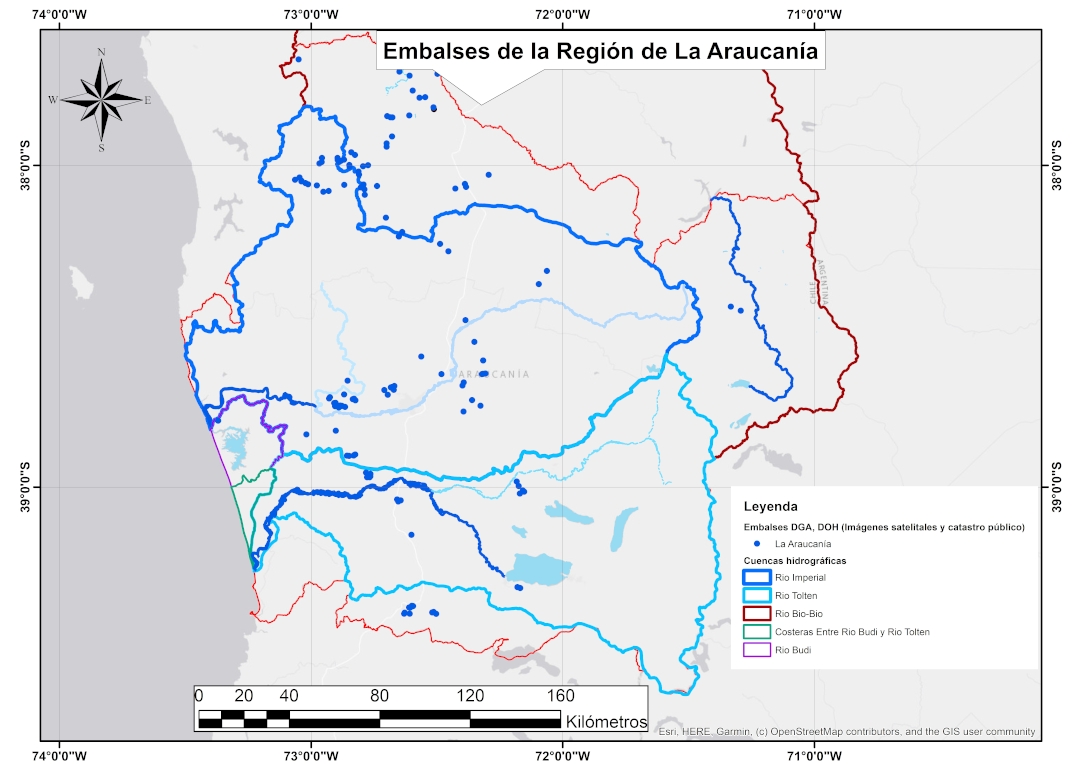 74°0'0"W 73°0'0"W 72°0'0"W 71°0'0"W
Embalses de la Región de La Araucanía
N
W E
S
38°0'0"S 38°0'0"S
CHILE
ARGENTINA
ARAUCANÍA
39°0'0"S 39°0'0"S
Leyenda
Embalses DGA, DOH (Imágenes satelitales y catastro público)
La Araucanía
Cuencas hidrográficas
Rio Imperial
Rio Tolten
Rio Bio-Bio
Costeras Entre Rio Budi y Rio Tolten
Rio Budi
0 20 40 80 120 160
Kilómetros
Esri, HERE, Garmin, (c) OpenStreetMap contributors, and the GIS user community
74°0'0"W 73°0'0"W 72°0'0"W 71°0'0"W